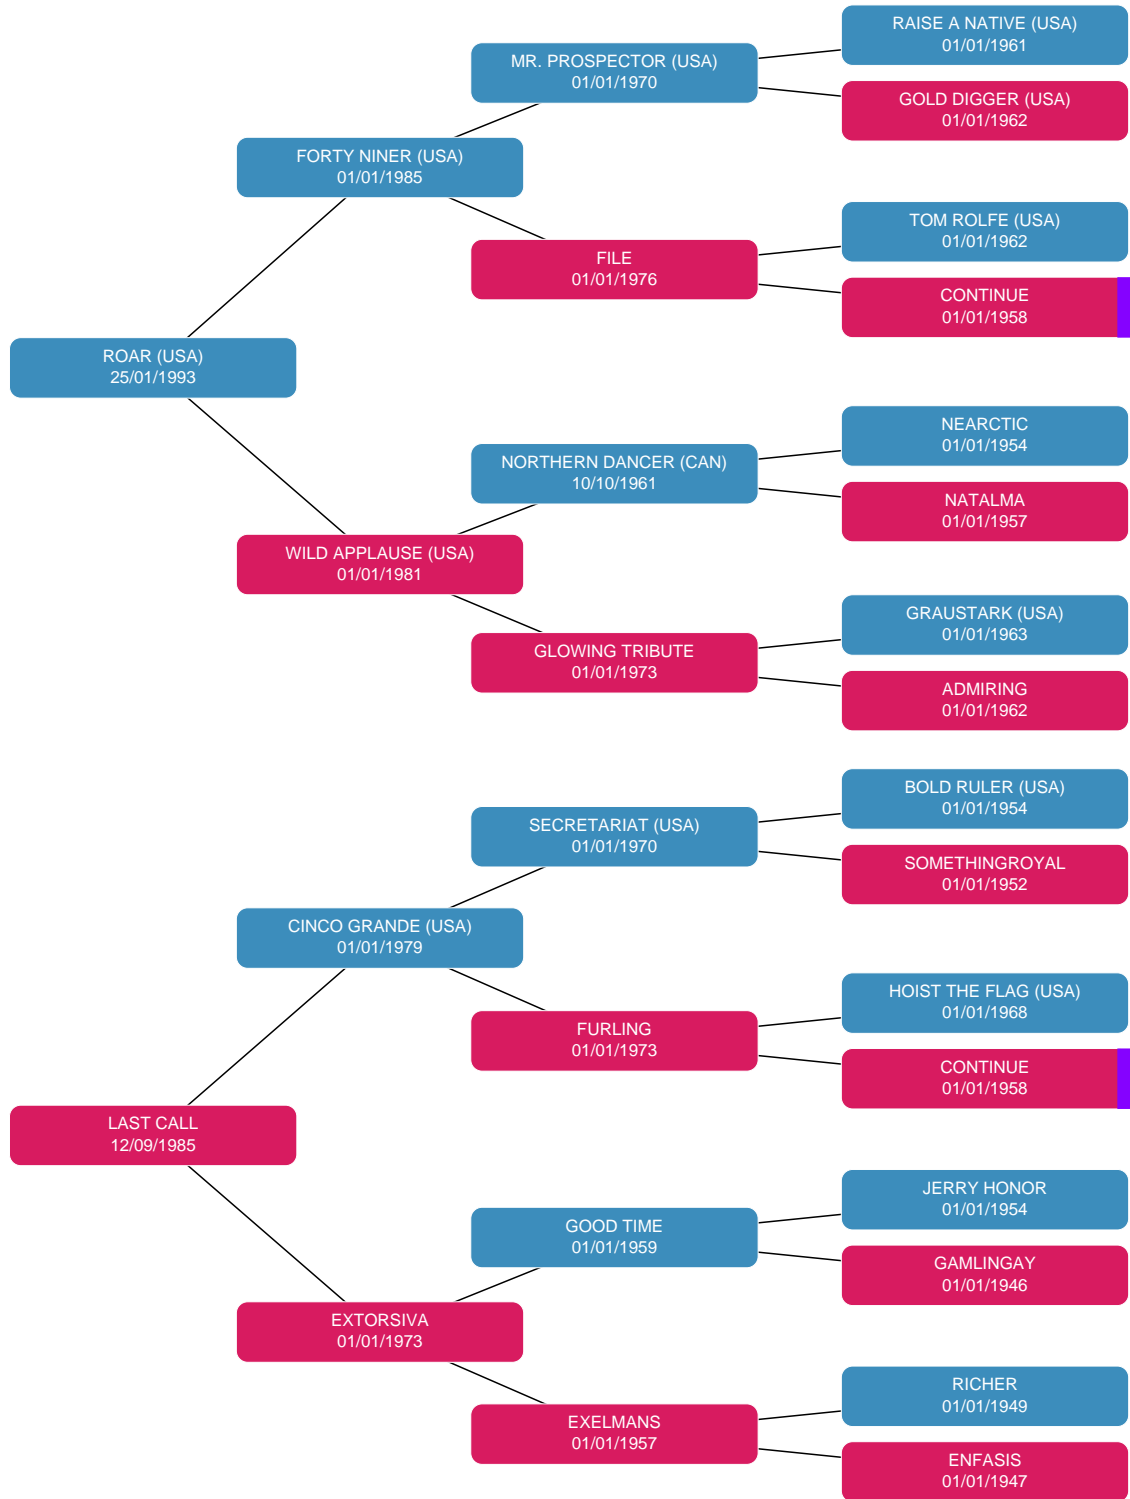 RAISE A NATIVE (USA)
01/01/1961
MR. PROSPECTOR (USA)
01/01/1970
GOLD DIGGER (USA)
01/01/1962
FORTY NINER (USA)
01/01/1985
TOM ROLFE (USA)
01/01/1962
FILE
01/01/1976
CONTINUE
01/01/1958
ROAR (USA)
25/01/1993
NEARCTIC
01/01/1954
NORTHERN DANCER (CAN)
10/10/1961
NATALMA
01/01/1957
WILD APPLAUSE (USA)
01/01/1981
GRAUSTARK (USA)
01/01/1963
GLOWING TRIBUTE
01/01/1973
ADMIRING
01/01/1962
BOLD RULER (USA)
01/01/1954
SECRETARIAT (USA)
01/01/1970
SOMETHINGROYAL
01/01/1952
CINCO GRANDE (USA)
01/01/1979
HOIST THE FLAG (USA)
01/01/1968
FURLING
01/01/1973
CONTINUE
01/01/1958
LAST CALL
12/09/1985
JERRY HONOR
01/01/1954
GOOD TIME
01/01/1959
GAMLINGAY
01/01/1946
EXTORSIVA
01/01/1973
RICHER
01/01/1949
EXELMANS
01/01/1957
ENFASIS
01/01/1947